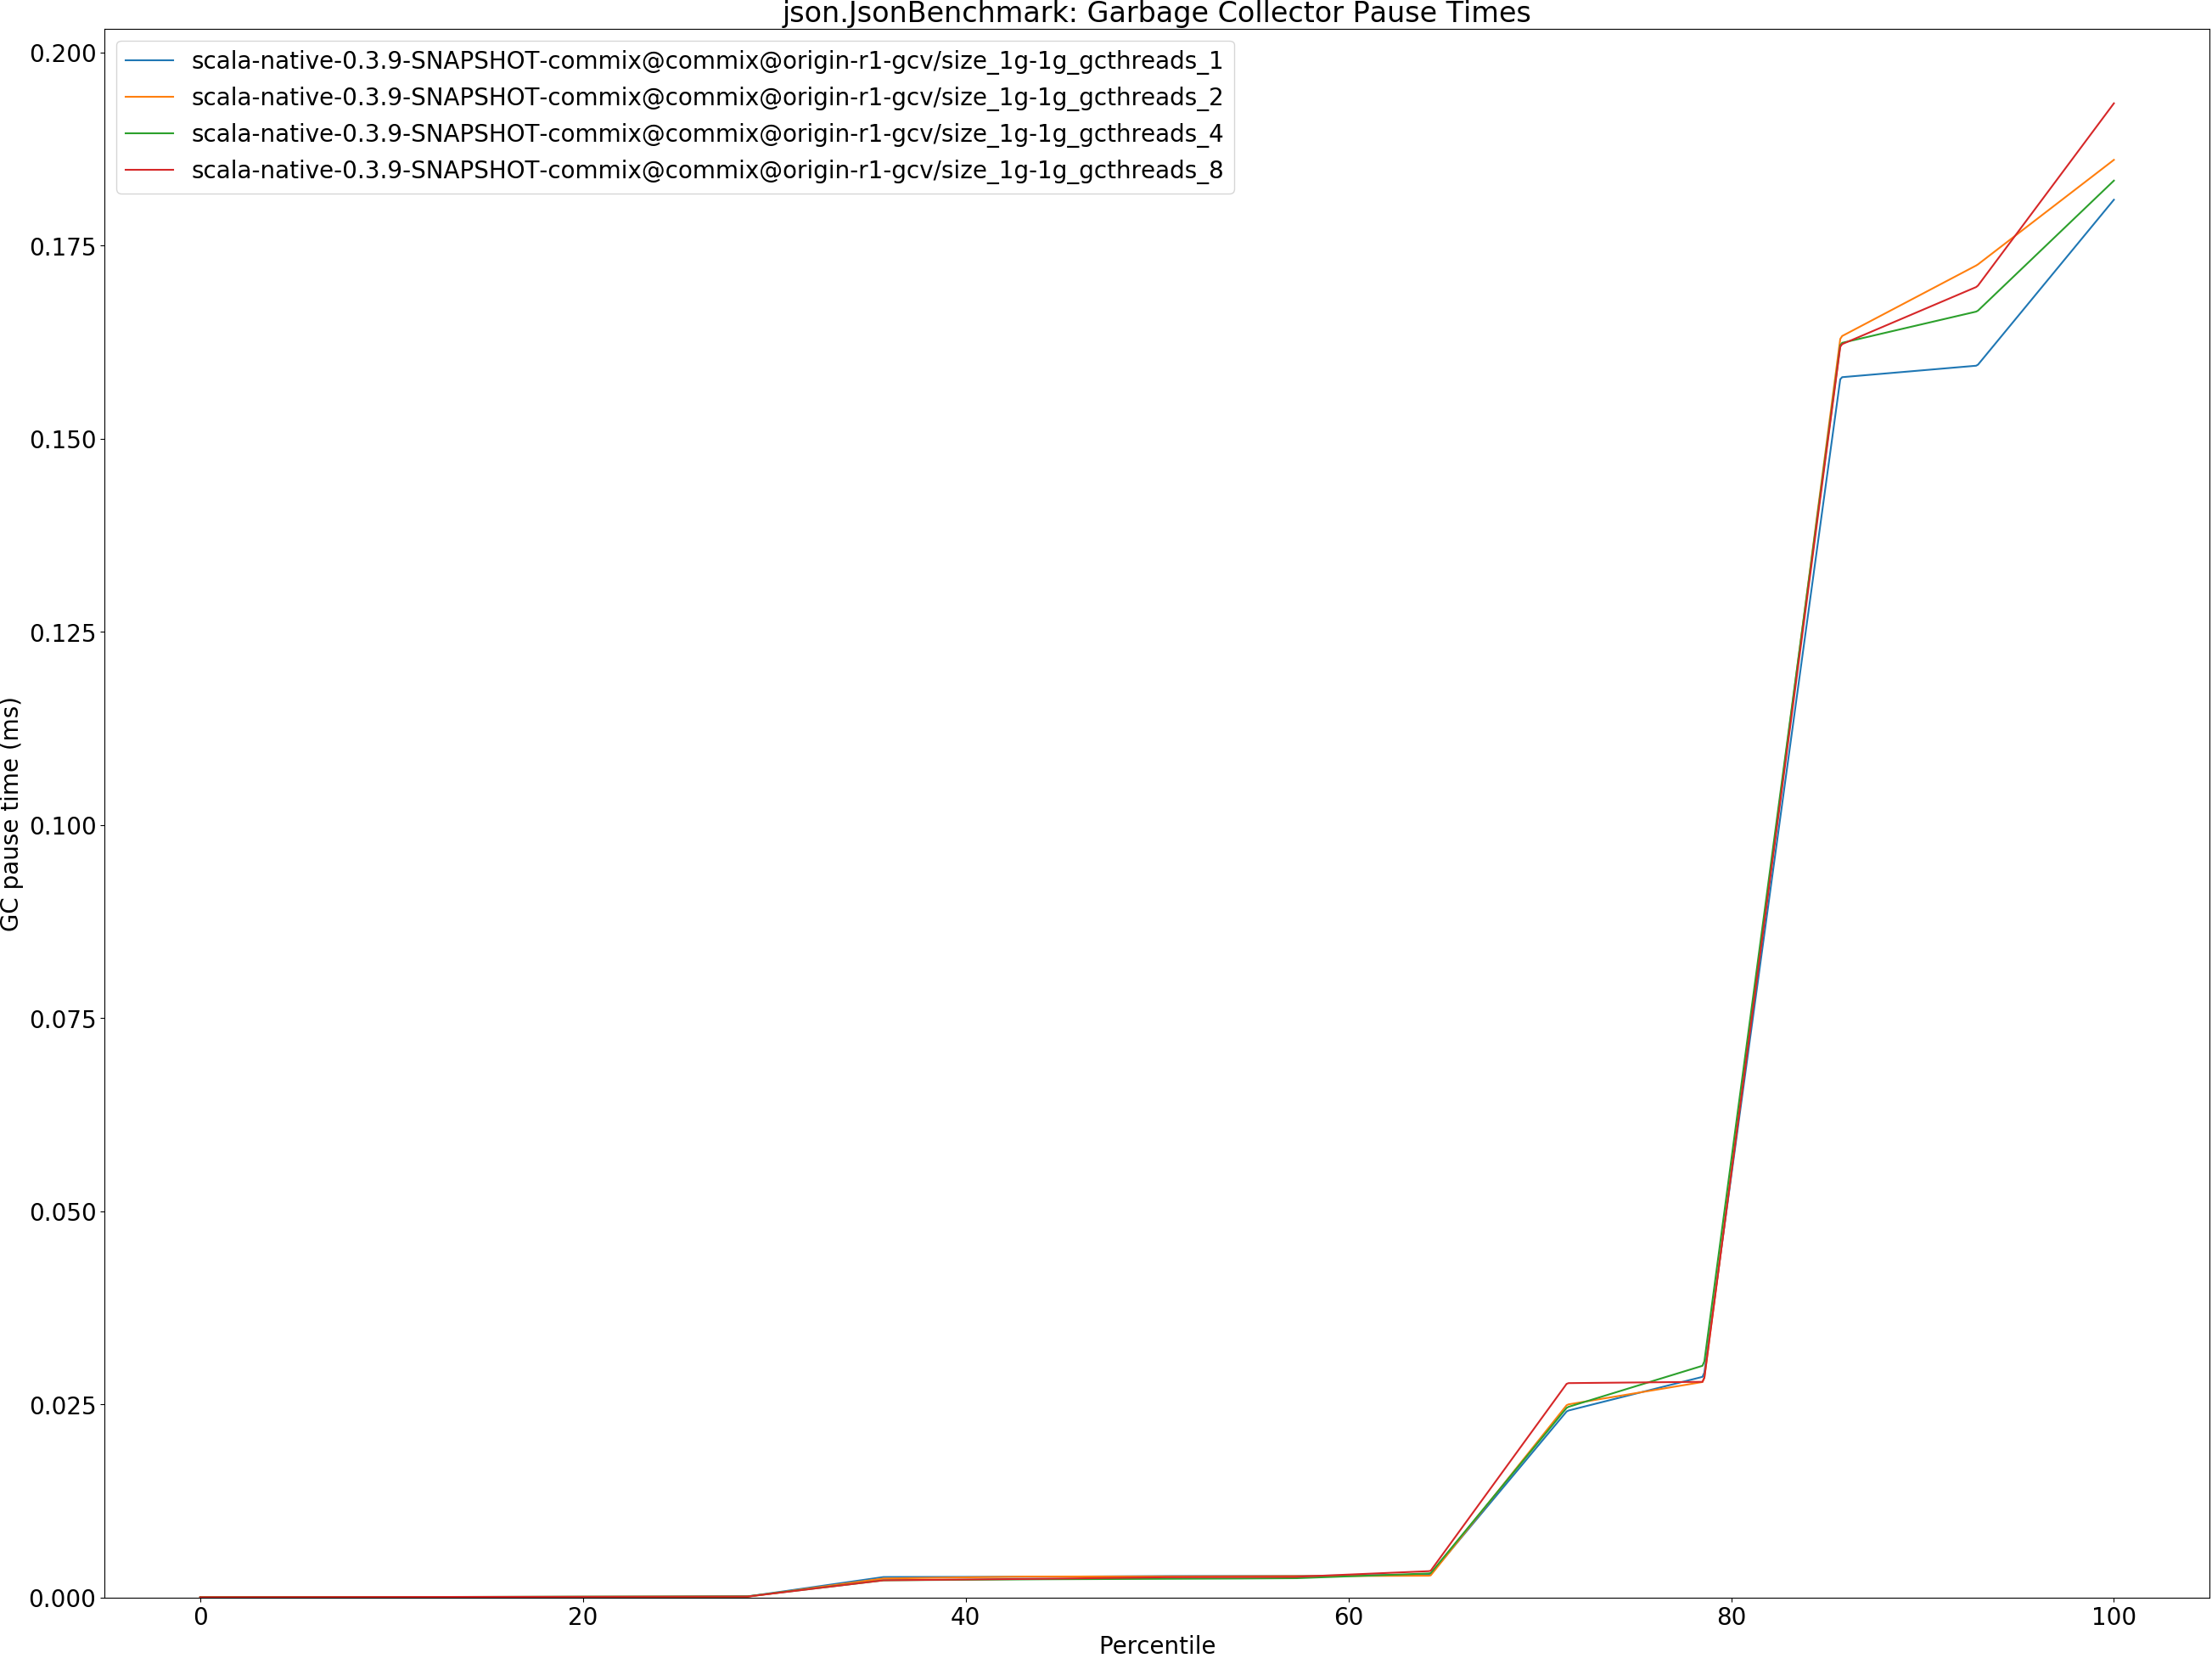 json.JsonBenchmark: Garbage Collector Pause Times
scala-native-0.3.9-SNAPSHOT-commix@commix@origin-r1-gcv/size_1g-1g_gcthreads_1
scala-native-0.3.9-SNAPSHOT-commix@commix@origin-r1-gcv/size_1g-1g_gcthreads_2
scala-native-0.3.9-SNAPSHOT-commix@commix@origin-r1-gcv/size_1g-1g_gcthreads_4
scala-native-0.3.9-SNAPSHOT-commix@commix@origin-r1-gcv/size_1g-1g_gcthreads_8
GC pause time (ms)
0.200
0.175
0.150
0.125
0.100
0.075
0.050
0.025
0.000
0 20 40 60 80 100
Percentile